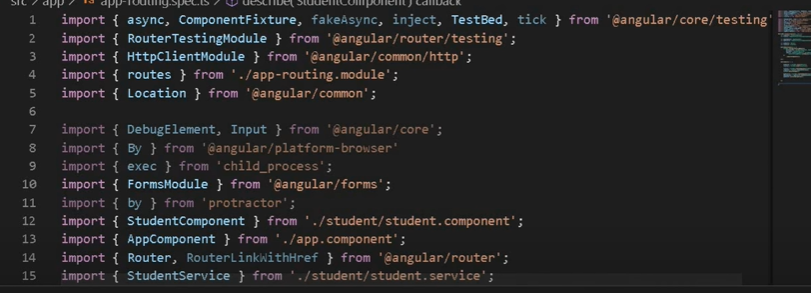 src > app > TS app-routing.spec.ts > describe('StudentComponent') callback
1 import { async, ComponentFixture, fakeAsync, inject, TestBed, tick } from '@angular/core/testing'
2 import { RouterTestingModule } from '@angular/router/testing';
3 import { HttpClientModule } from '@angular/common/http';
4 import { routes } from './app-routing.module';
5 import { Location } from '@angular/common';
6
7 import { DebugElement, Input } from '@angular/core';
8 import { By } from '@angular/platform-browser'
9 import { exec } from 'child_process';
10 import { FormsModule } from '@angular/forms';
11 import { by } from 'protractor';
12 import { StudentComponent } from './student/student.component';
13 import { AppComponent } from './app.component';
14 import { Router, RouterLinkWithHref } from '@angular/router';
15 import { StudentService } from './student/student.service';